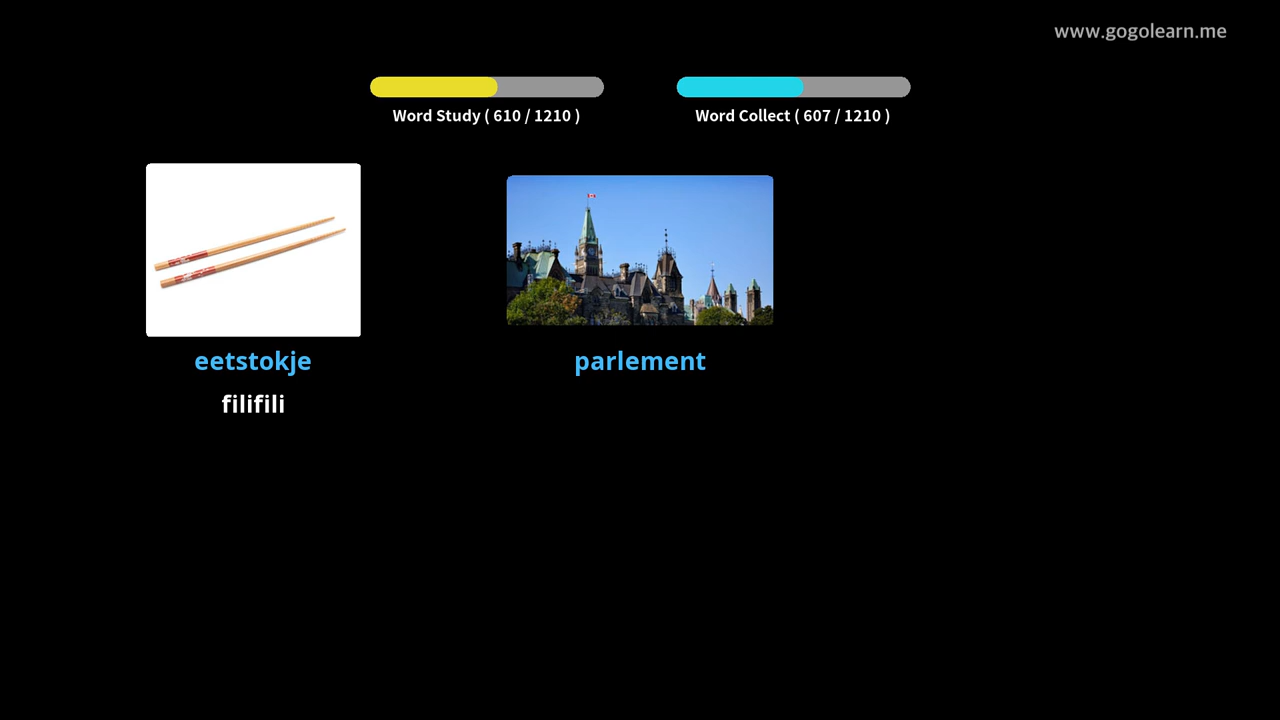 www.gogolearn.me
Word Study ( 610 / 1210 )
Word Collect ( 607 / 1210 )
eetstokje
filifili
parlement